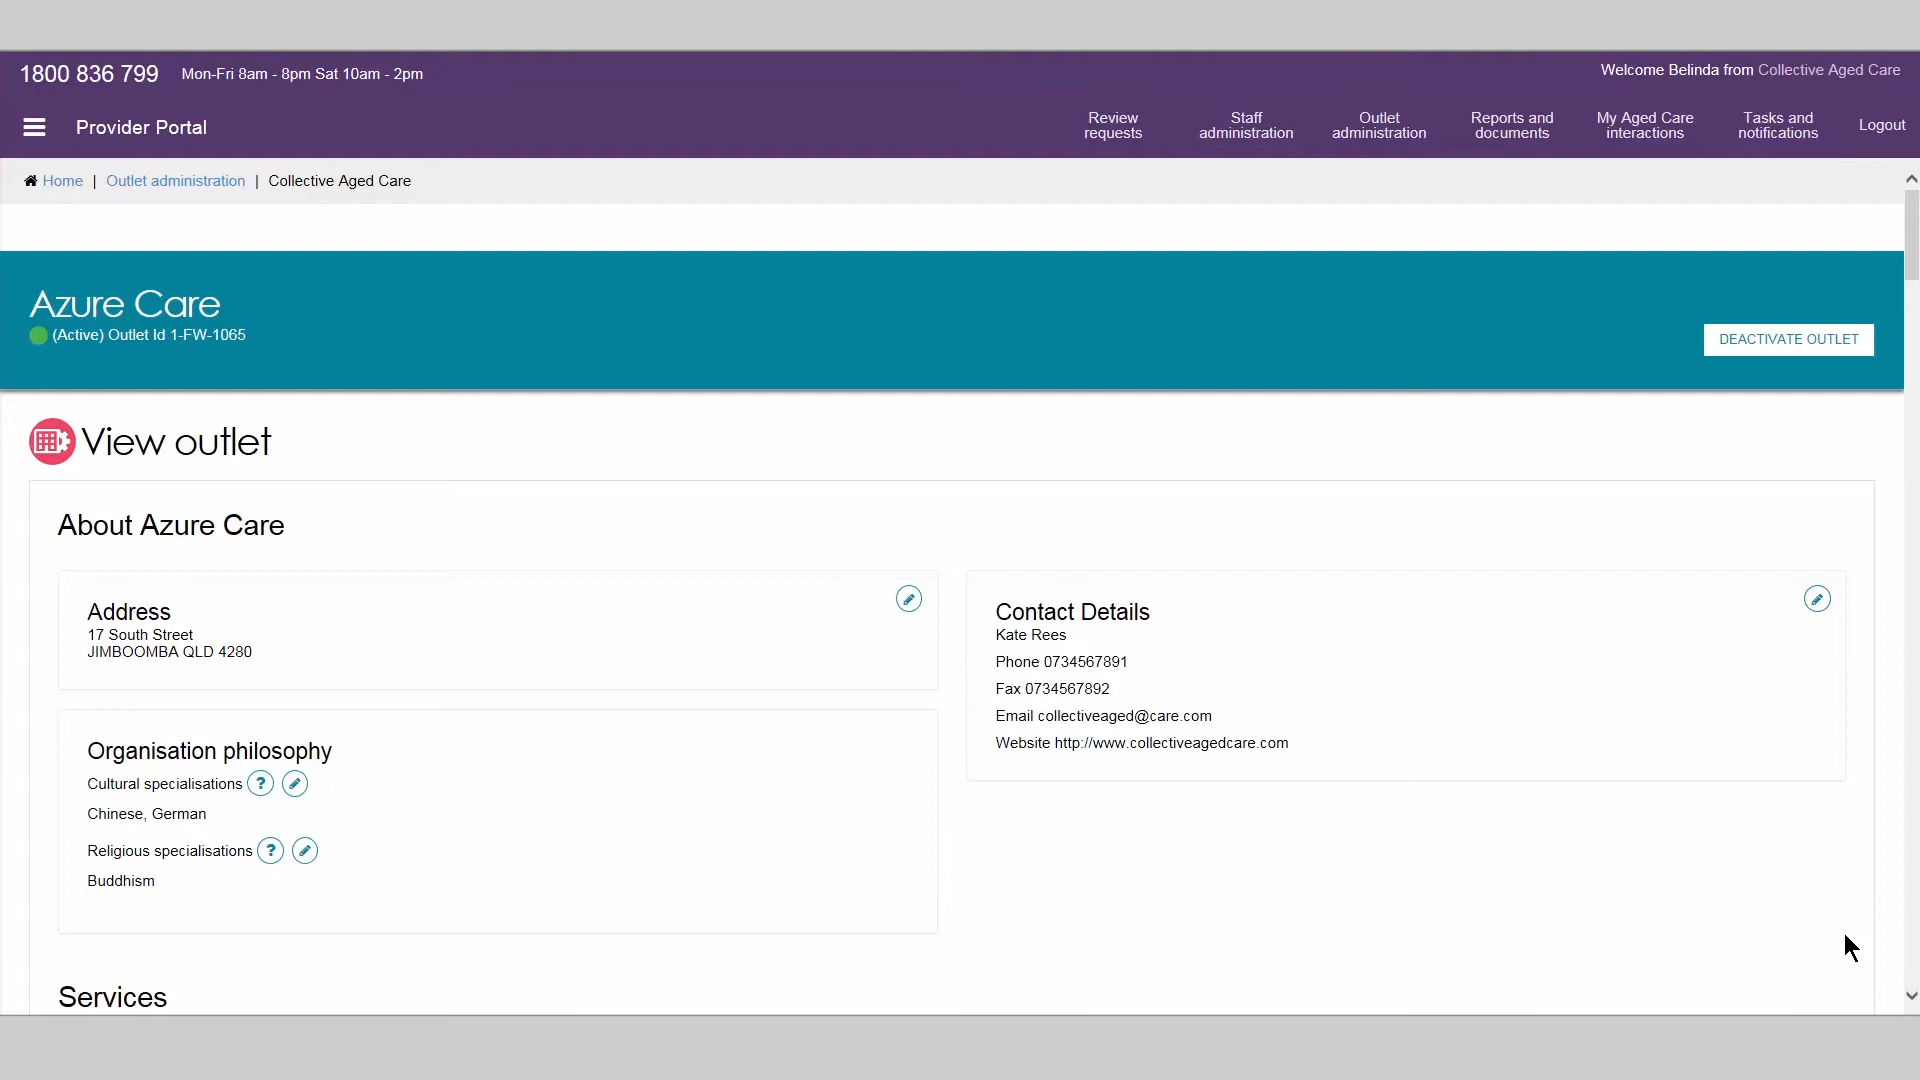 1800 836 799 Mon-Fri 8am - 8pm Sat 10am - 2pm
Welcome Belinda from Collective Aged Care
Provider Portal
Review requests
Staff administration
Outlet administration
Reports and documents
My Aged Care interactions
Tasks and notifications
Logout
Home | Outlet administration | Collective Aged Care
Azure Care
(Active) Outlet Id 1-FW-1065
DEACTIVATE OUTLET
View outlet
About Azure Care
Address
17 South Street
JIMBOOMBA QLD 4280
Organisation philosophy
Cultural specialisations ?
Chinese, German
Religious specialisations ?
Buddhism
Contact Details
Kate Rees
Phone 0734567891
Fax 0734567892
Email collectiveaged@care.com
Website http://www.collectiveagedcare.com
Services